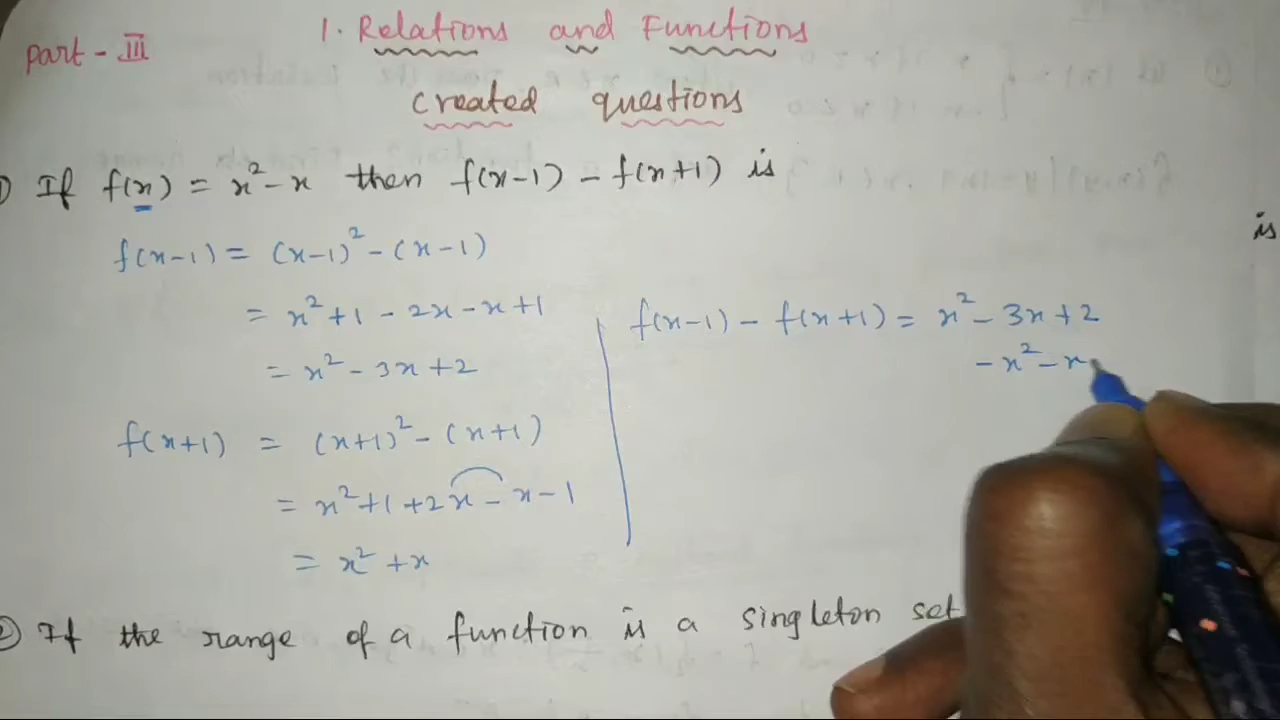 part - III
1. Relations and Functions
created questions
1) If f(x) = x² - x then f(x-1) - f(x+1) is
f(x-1) = (x-1)² - (x-1)
= x² + 1 - 2x - x + 1
= x² - 3x + 2
f(x+1) = (x+1)² - (x+1)
= x² + 1 + 2x - x - 1
= x² + x
f(x-1) - f(x+1) = x² - 3x + 2
- x² - x
is
2) If the range of a function is a singleton set